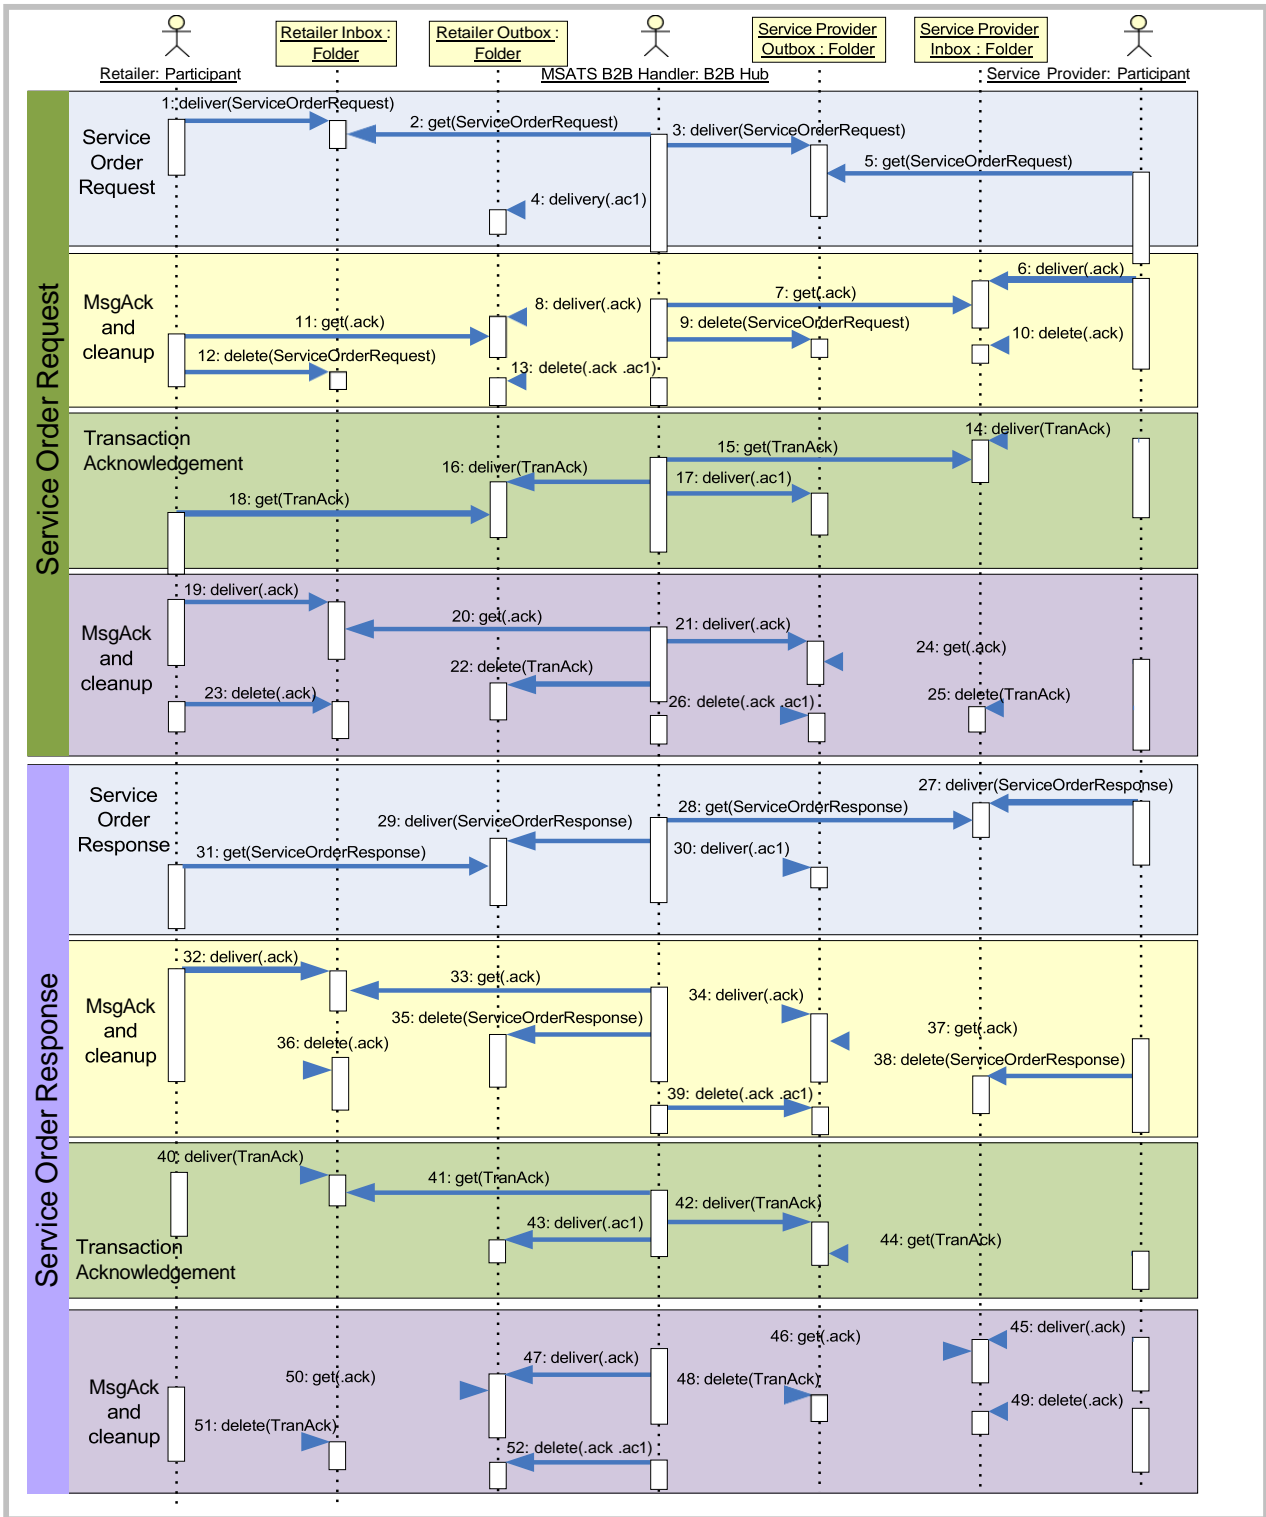 Retailer Inbox :
Folder
Retailer Outbox :
Folder
Service Provider
Outbox : Folder
Service Provider
Inbox : Folder
Retailer: Participant
MSATS B2B Handler: B2B Hub
Service Provider: Participant
Service Order Request
Service
Order
Request
1: deliver(ServiceOrderRequest)
2: get(ServiceOrderRequest)
3: deliver(ServiceOrderRequest)
5: get(ServiceOrderRequest)
4: delivery(.ac1)
MsgAck
and
cleanup
6: deliver(.ack)
7: get(.ack)
8: deliver(.ack)
9: delete(ServiceOrderRequest)
10: delete(.ack)
11: get(.ack)
12: delete(ServiceOrderRequest)
13: delete(.ack .ac1)
Transaction
Acknowledgement
14: deliver(TranAck)
15: get(TranAck)
16: deliver(TranAck)
17: deliver(.ac1)
18: get(TranAck)
MsgAck
and
cleanup
19: deliver(.ack)
20: get(.ack)
21: deliver(.ack)
24: get(.ack)
22: delete(TranAck)
23: delete(.ack)
26: delete(.ack .ac1)
25: delete(TranAck)
Service Order Response
Service
Order
Response
27: deliver(ServiceOrderResponse)
28: get(ServiceOrderResponse)
29: deliver(ServiceOrderResponse)
30: deliver(.ac1)
31: get(ServiceOrderResponse)
MsgAck
and
cleanup
32: deliver(.ack)
33: get(.ack)
34: deliver(.ack)
35: delete(ServiceOrderResponse)
36: delete(.ack)
37: get(.ack)
38: delete(ServiceOrderResponse)
39: delete(.ack .ac1)
Transaction
Acknowledgement
40: deliver(TranAck)
41: get(TranAck)
42: deliver(TranAck)
43: deliver(.ac1)
44: get(TranAck)
MsgAck
and
cleanup
45: deliver(.ack)
46: get(.ack)
47: deliver(.ack)
48: delete(TranAck)
49: delete(.ack)
50: get(.ack)
51: delete(TranAck)
52: delete(.ack .ac1)